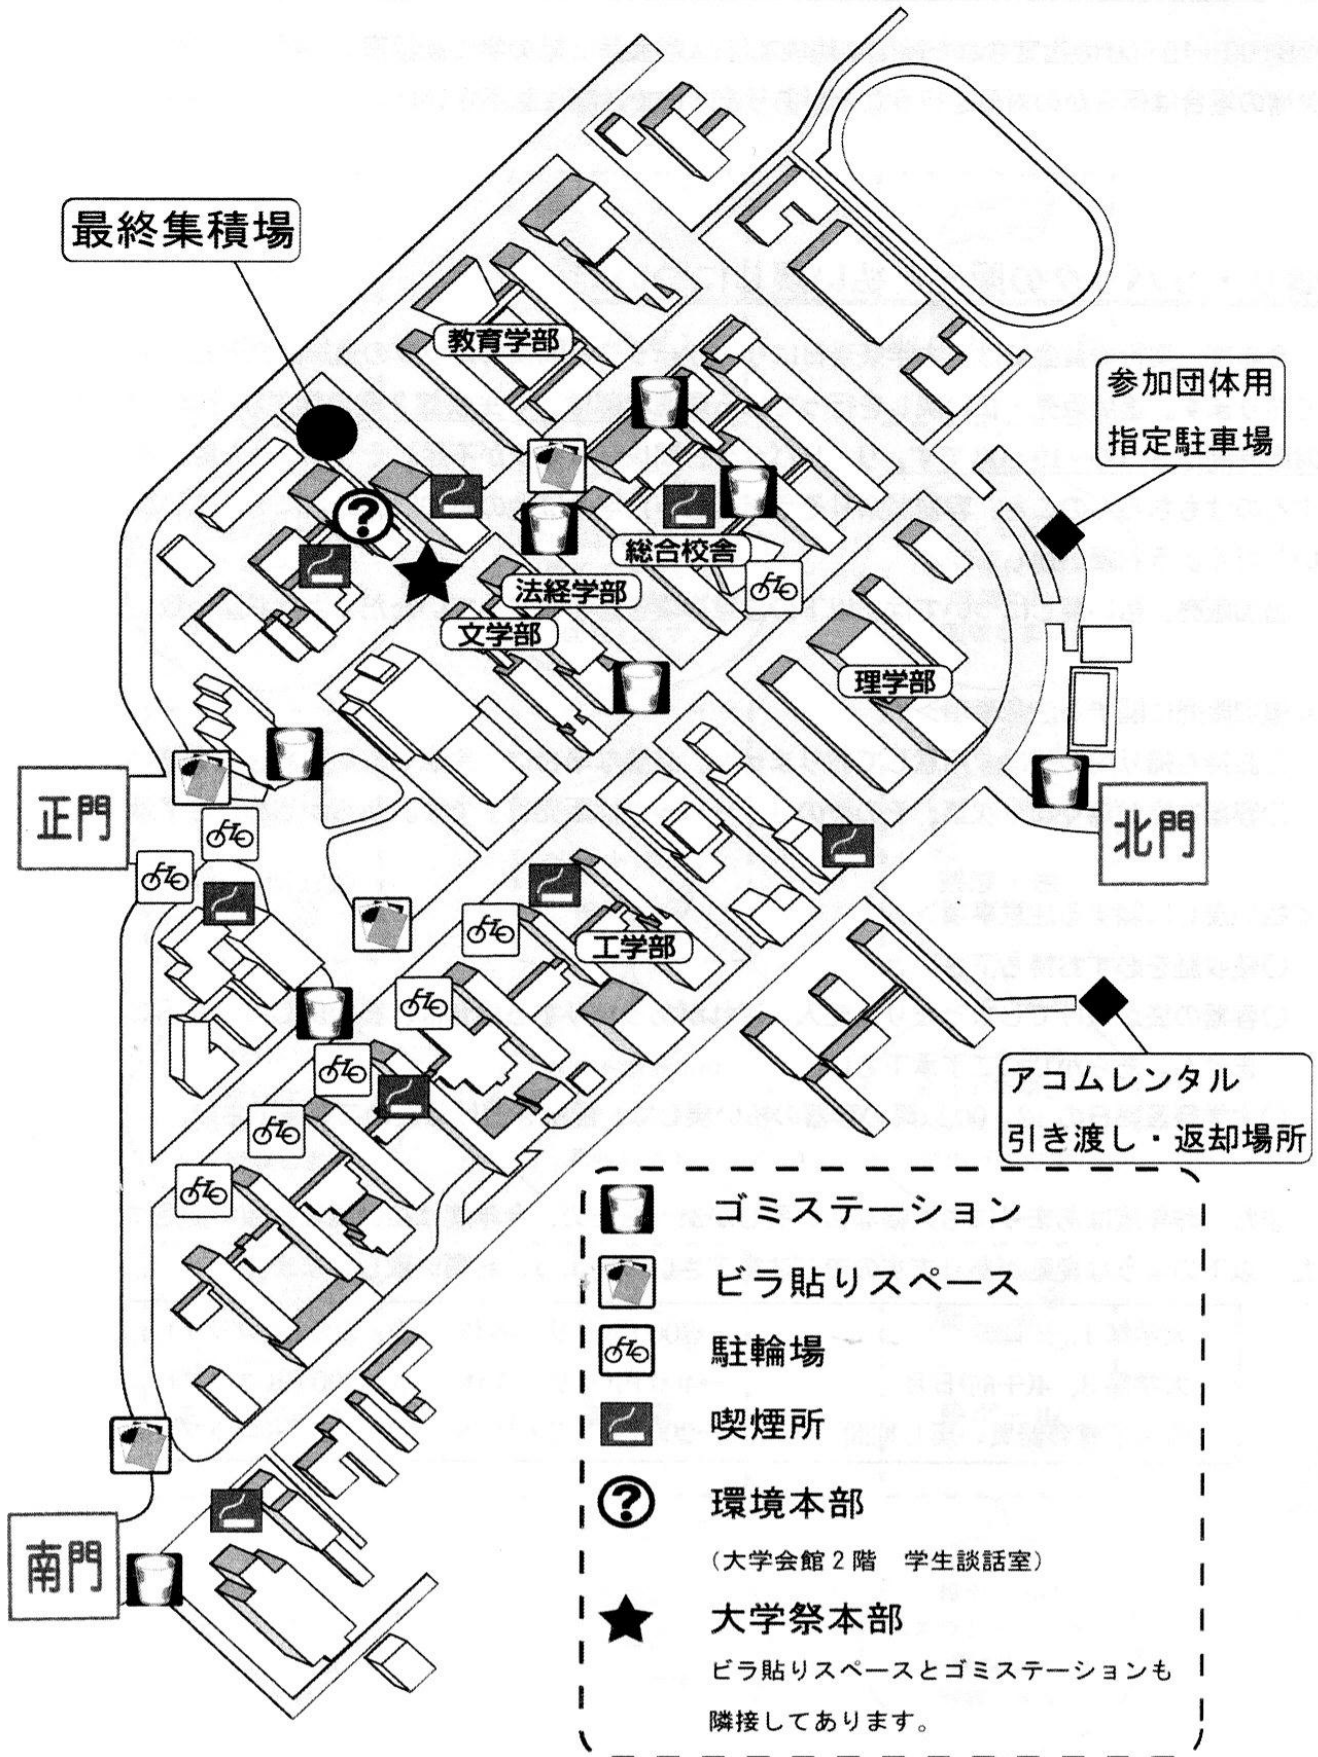 最終集積場
教育学部
参加団体用
指定駐車場
総合校舎
法経学部
文学部
理学部
正門
北門
工学部
アコムレンタル
引き渡し・返却場所
南門
ゴミステーション
ビラ貼りスペース
駐輪場
喫煙所
環境本部
(大学会館2階 学生談話室)
大学祭本部
ビラ貼りスペースとゴミステーションも
隣接してあります。